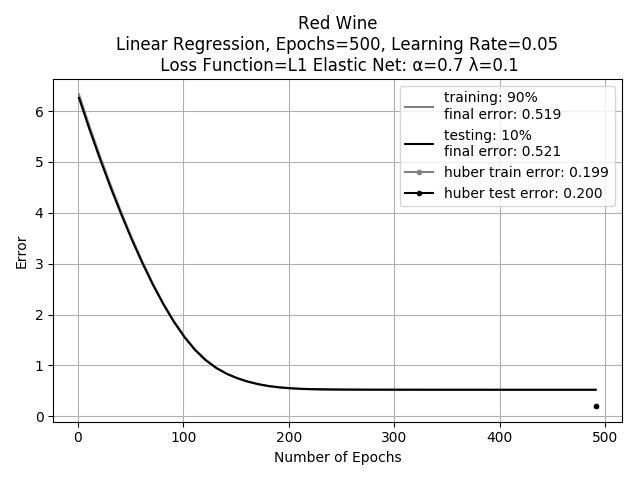 Red Wine
Linear Regression, Epochs=500, Learning Rate=0.05
Loss Function=L1 Elastic Net: α=0.7 λ=0.1
training: 90%
final error: 0.519
testing: 10%
final error: 0.521
huber train error: 0.199
huber test error: 0.200
Error
6
5
4
3
2
1
0
0 100 200 300 400 500
Number of Epochs